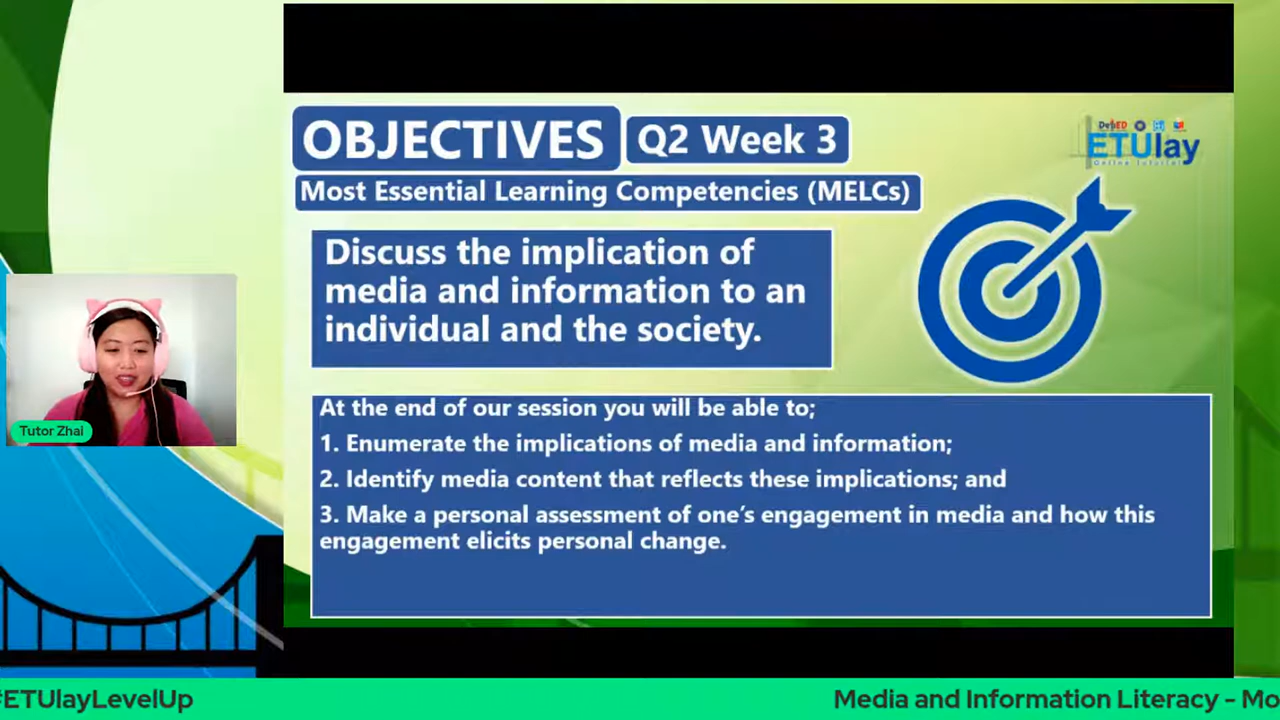 OBJECTIVES
Q2 Week 3
DepED
ETUlay
Online Tutorial
Most Essential Learning Competencies (MELCs)
Discuss the implication of
media and information to an
individual and the society.
At the end of our session you will be able to;
1. Enumerate the implications of media and information;
2. Identify media content that reflects these implications; and
3. Make a personal assessment of one’s engagement in media and how this
engagement elicits personal change.
Tutor Zhai
#ETUlayLevelUp
Media and Information Literacy - Mo